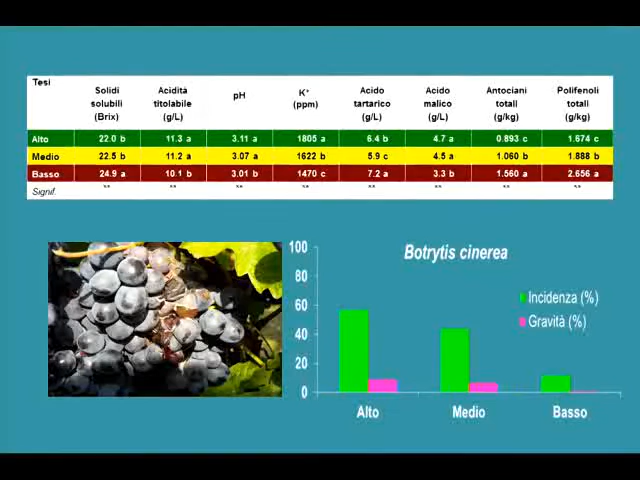 Tesi
Solidi solubili (Brix) Acidità titolabile (g/L) pH K⁺ (ppm) Acido tartarico (g/L) Acido malico (g/L) Antociani totali (g/kg) Polifenoli totali (g/kg)
Alto 22.0 b 11.3 a 3.11 a 1805 a 6.4 b 4.7 a 0.893 c 1.674 c
Medio 22.5 b 11.2 a 3.07 a 1622 b 5.9 c 4.5 a 1.060 b 1.888 b
Basso 24.9 a 10.1 b 3.01 b 1470 c 7.2 a 3.3 b 1.560 a 2.656 a
Signif. ** ** ** ** ** ** ** **
Botrytis cinerea
100
80
60
40
20
0
Incidenza (%)
Gravità (%)
Alto Medio Basso